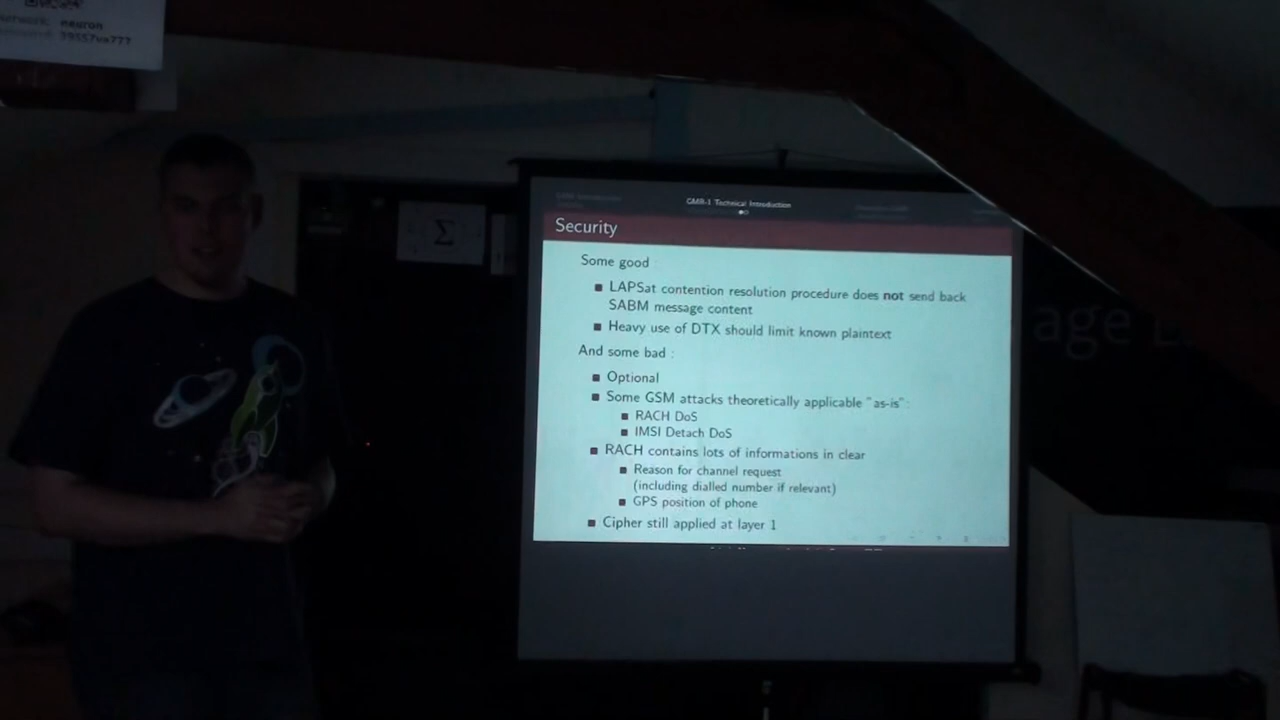 neuron
39557va777
Σ
GMR-1 Technical Introduction
Security
Some good :
LAPSat contention resolution procedure does not send back
SABM message content
Heavy use of DTX should limit known plaintext
And some bad :
Optional
Some GSM attacks theoretically applicable "as-is":
RACH DoS
IMSI Detach DoS
RACH contains lots of informations in clear
Reason for channel request
(including dialled number if relevant)
GPS position of phone
Cipher still applied at layer 1
age